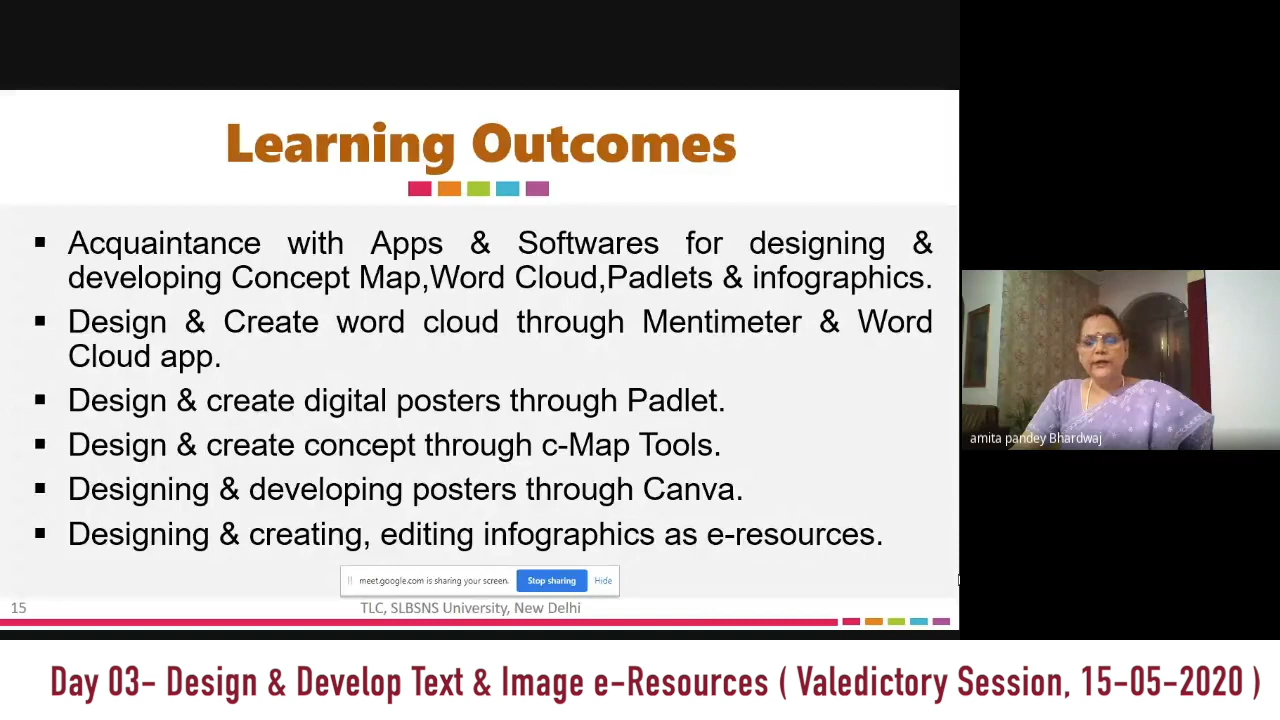 Learning Outcomes
▪ Acquaintance with Apps & Softwares for designing &
developing Concept Map,Word Cloud,Padlets & infographics.
▪ Design & Create word cloud through Mentimeter & Word
Cloud app.
▪ Design & create digital posters through Padlet.
▪ Design & create concept through c-Map Tools.
▪ Designing & developing posters through Canva.
▪ Designing & creating, editing infographics as e-resources.
meet.google.com is sharing your screen. Stop sharing Hide
15 TLC, SLBSNS University, New Delhi
amita pandey Bhardwaj
Day 03- Design & Develop Text & Image e-Resources ( Valedictory Session, 15-05-2020 )